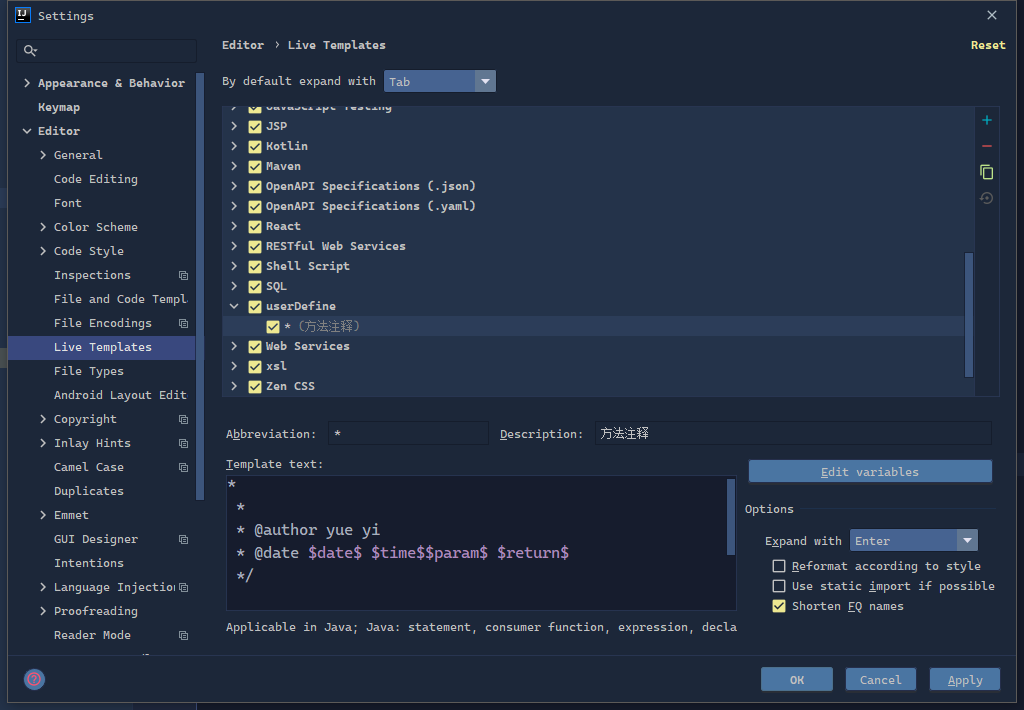 Settings
Editor › Live Templates
Reset
By default expand with Tab
Appearance & Behavior
Keymap
Editor
General
Code Editing
Font
Color Scheme
Code Style
Inspections
File and Code Templ
File Encodings
Live Templates
File Types
Android Layout Edit
Copyright
Inlay Hints
Camel Case
Duplicates
Emmet
GUI Designer
Intentions
Language Injection
Proofreading
Reader Mode
JavaScript Testing
JSP
Kotlin
Maven
OpenAPI Specifications (.json)
OpenAPI Specifications (.yaml)
React
RESTful Web Services
Shell Script
SQL
userDefine
* (方法注释)
Web Services
xsl
Zen CSS
Abbreviation: *
Description: 方法注释
Template text:
*
*
* @author yue yi
* @date $date$ $time$$param$ $return$
*/
Applicable in Java; Java: statement, consumer function, expression, decla
Edit variables
Options
Expand with Enter
Reformat according to style
Use static import if possible
Shorten FQ names
?
OK
Cancel
Apply